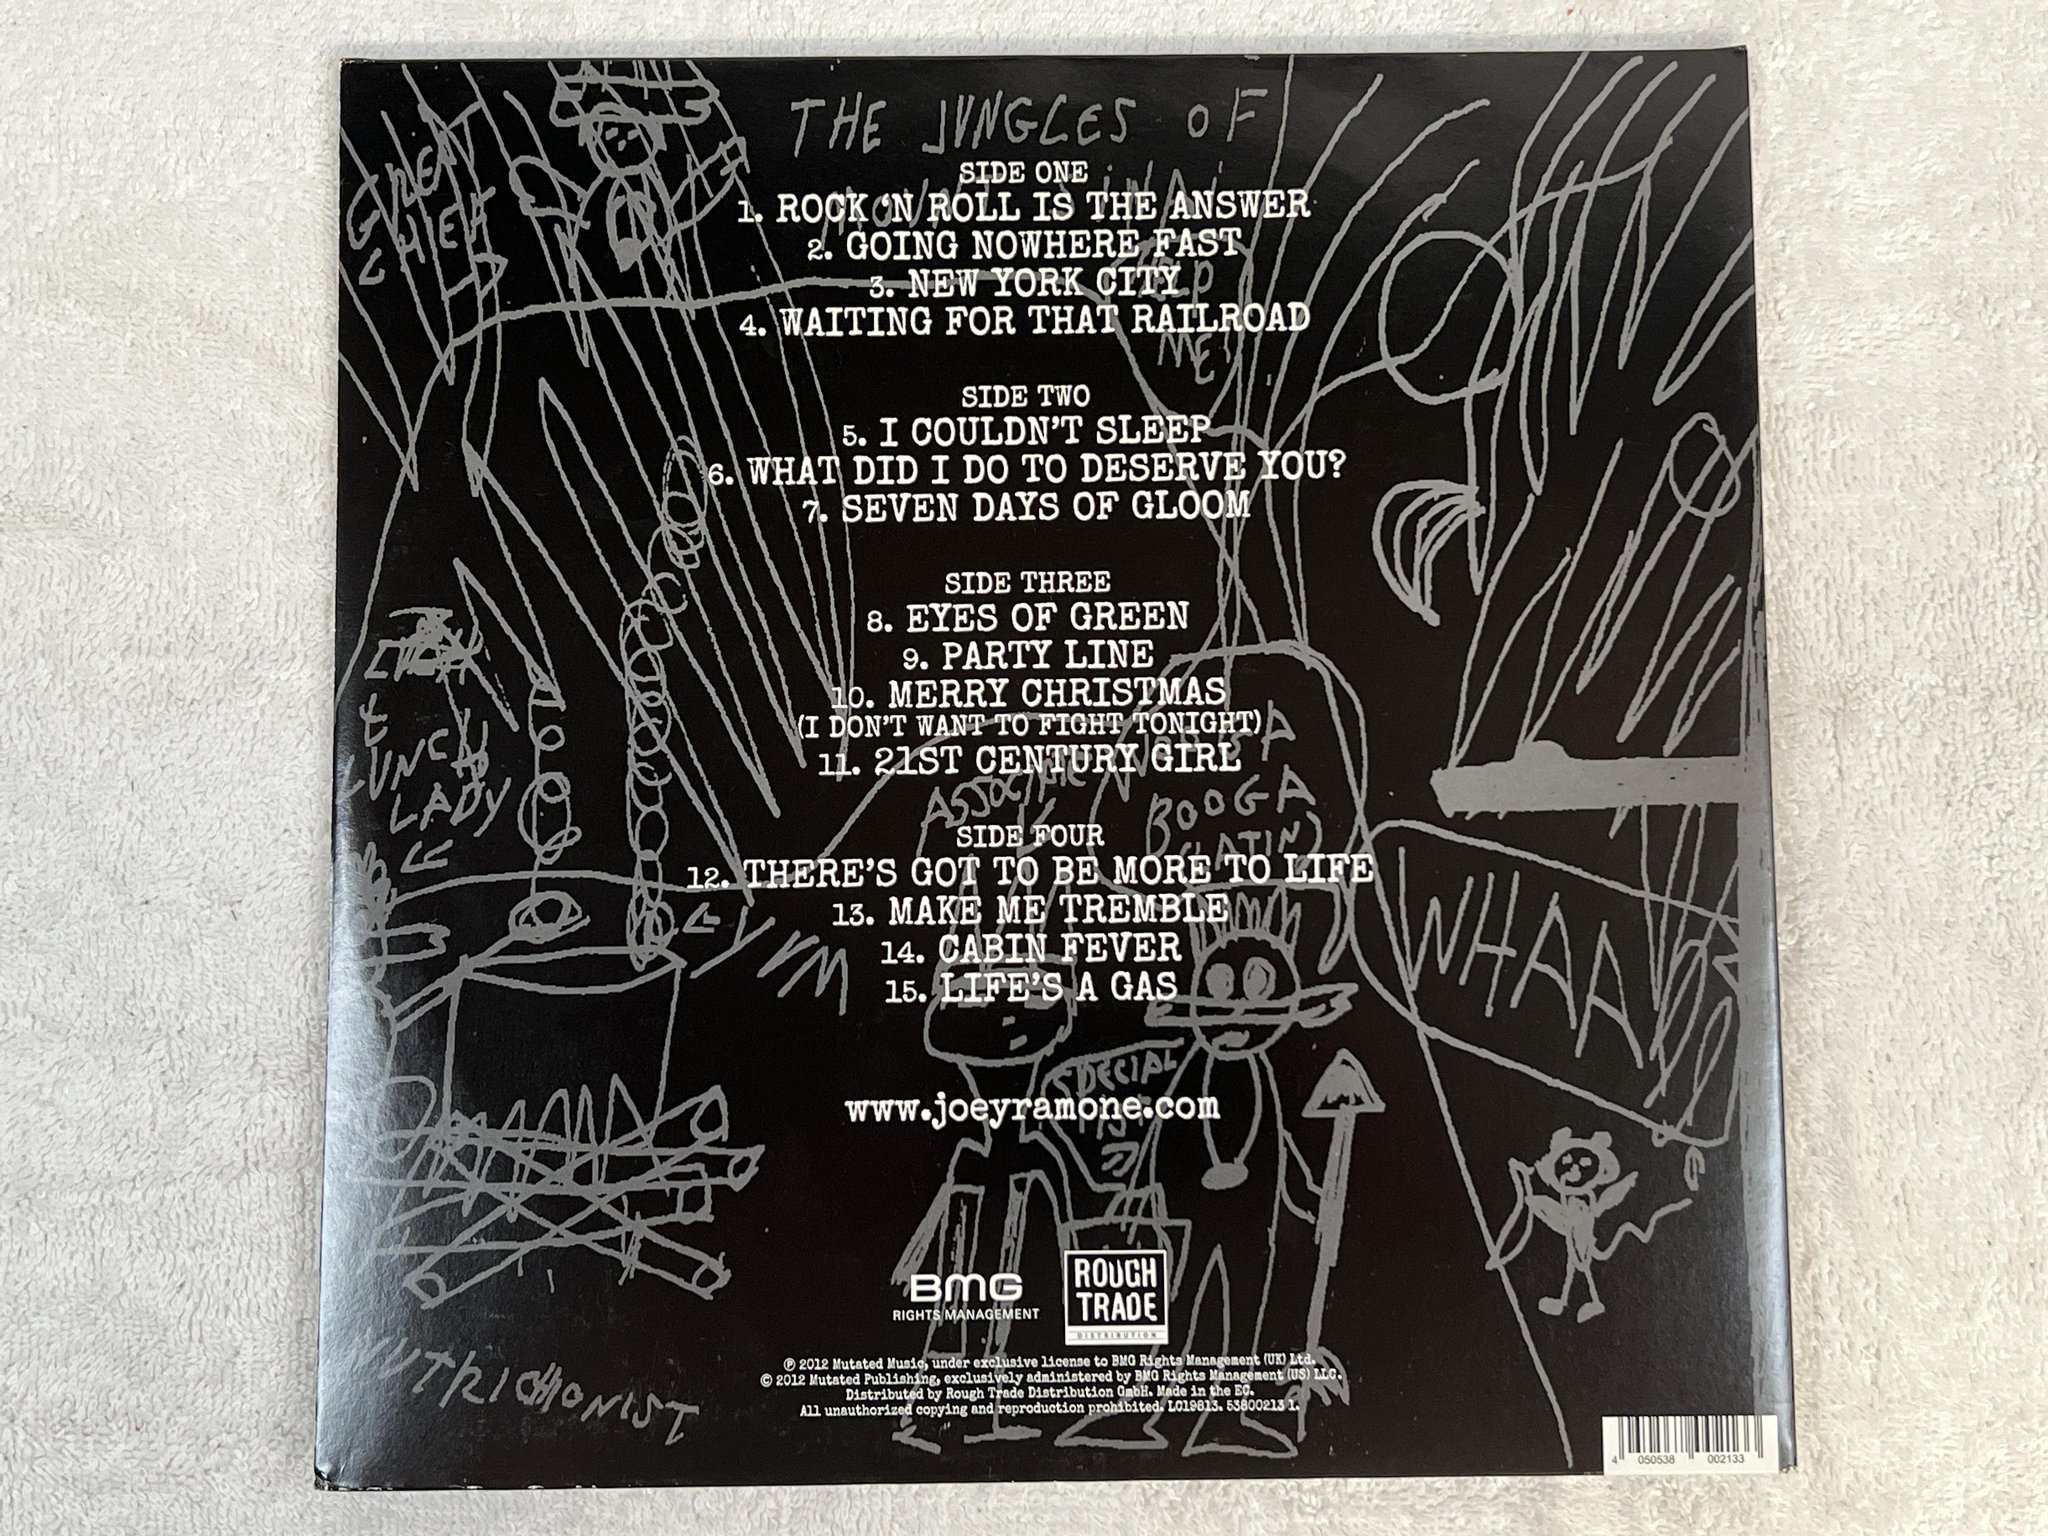 THE JUNGLES OF
SIDE ONE
1. ROCK ‘N ROLL IS THE ANSWER
2. GOING NOWHERE FAST
3. NEW YORK CITY
4. WAITING FOR THAT RAILROAD
HELP
ME!
SIDE TWO
5. I COULDN'T SLEEP
6. WHAT DID I DO TO DESERVE YOU?
7. SEVEN DAYS OF GLOOM
SIDE THREE
8. EYES OF GREEN
9. PARTY LINE
10. MERRY CHRISTMAS
(I DON'T WANT TO FIGHT TONIGHT)
11. 21ST CENTURY GIRL
&
LUNCH
LADY
ASSOCIATE
BOOGA
(LATIN)
SIDE FOUR
12. THERE'S GOT TO BE MORE TO LIFE
13. MAKE ME TREMBLE
14. CABIN FEVER
15. LIFE'S A GAS
YUM
SPECIAL
www.joeyramone.com
BMG
RIGHTS MANAGEMENT
ROUGH
TRADE
DISTRIBUTION
NUTRICHIONIST
℗ 2012 Mutated Music, under exclusive license to BMG Rights Management (UK) Ltd.
© 2012 Mutated Publishing, exclusively administered by BMG Rights Management (US) LLC.
Distributed by Rough Trade Distribution GmbH. Made in the EC.
All unauthorized copying and reproduction prohibited. LC19813. 53800213 1.
4 050538 002133